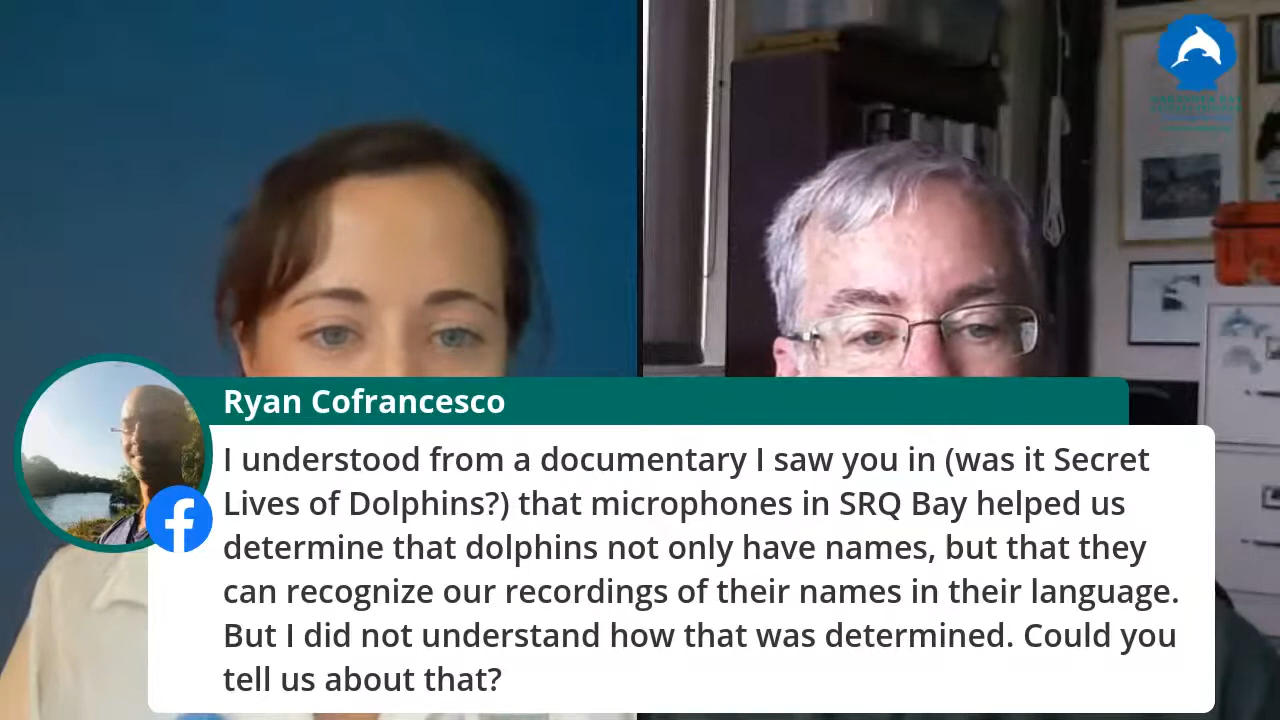 Ryan Cofrancesco
I understood from a documentary I saw you in (was it Secret
Lives of Dolphins?) that microphones in SRQ Bay helped us
determine that dolphins not only have names, but that they
can recognize our recordings of their names in their language.
But I did not understand how that was determined. Could you
tell us about that?